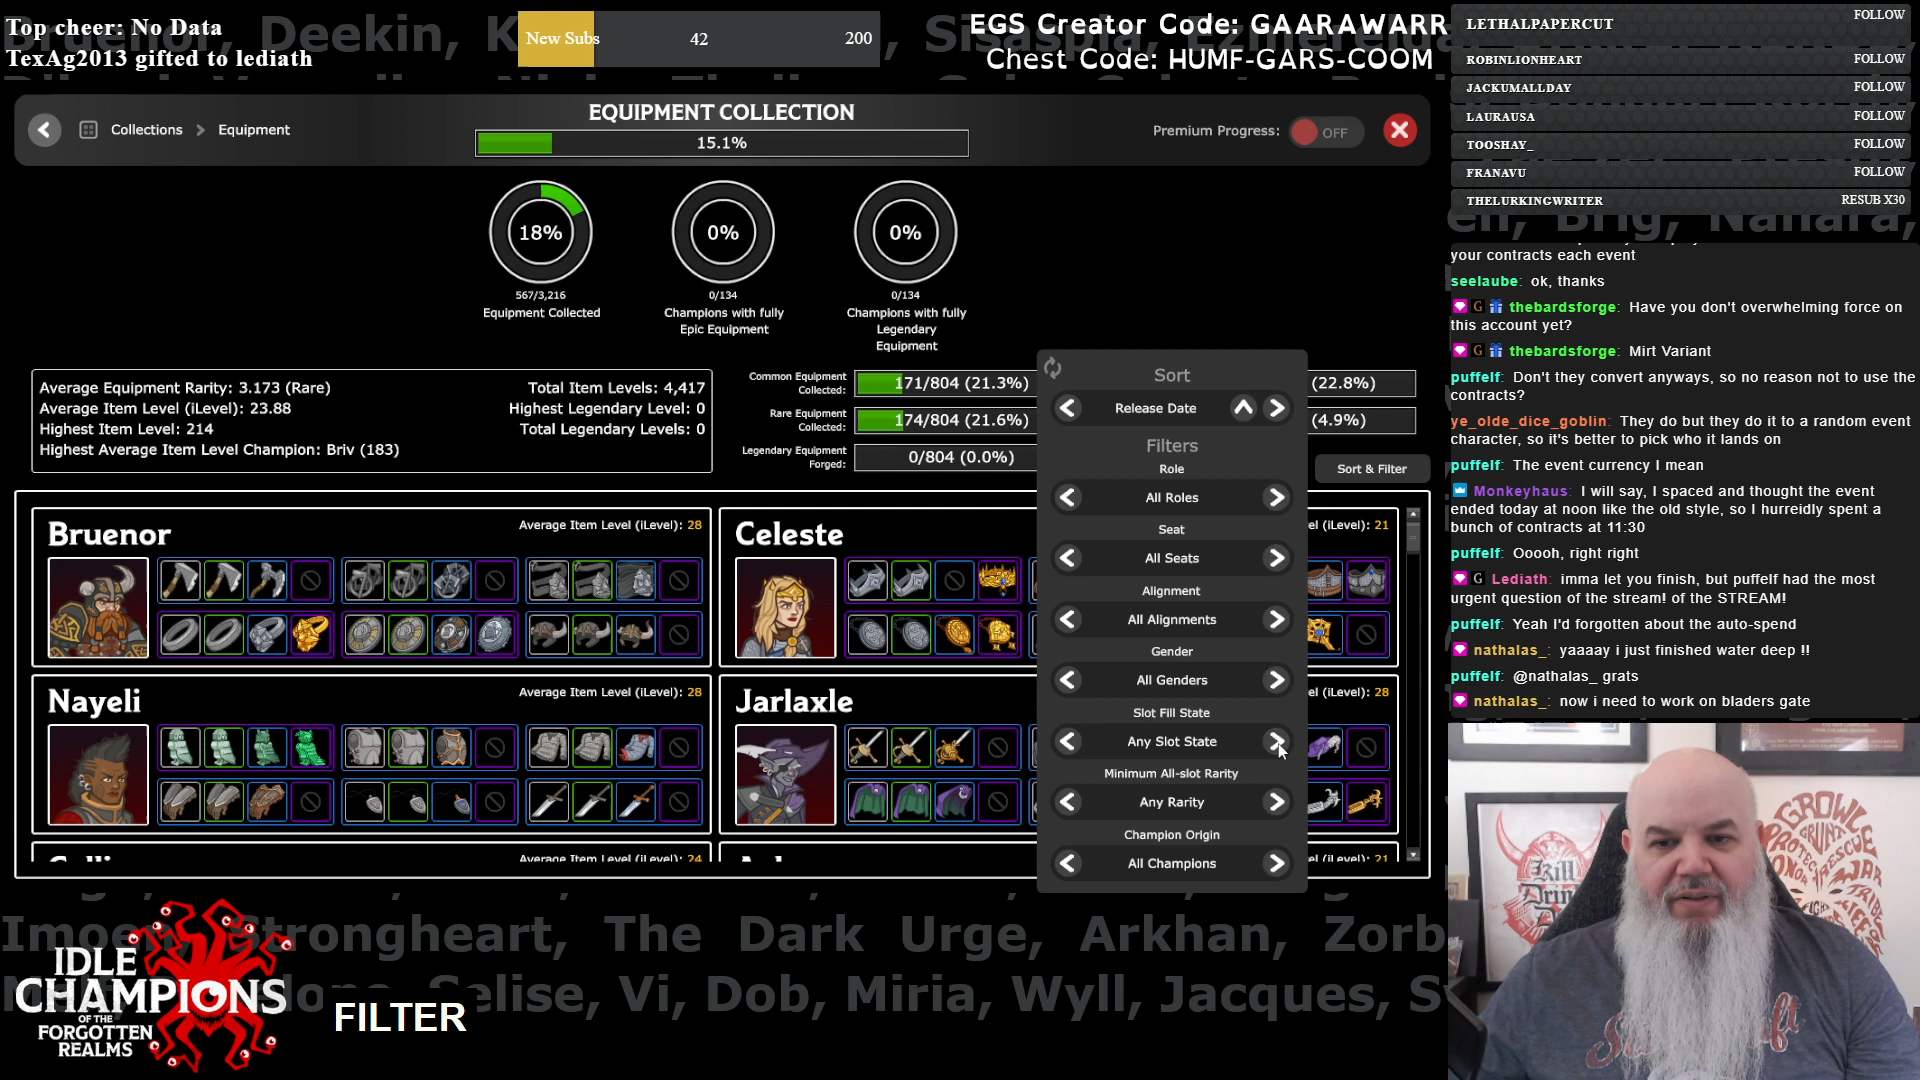 Top cheer: No Data
TexAg2013 gifted to lediath
New Subs 42 200
EGS Creator Code: GAARAWARR
Chest Code: HUMF-GARS-COOM
LETHALPAPERCUT FOLLOW
ROBINLIONHEART FOLLOW
JACKUMALLDAY FOLLOW
LAURAUSA FOLLOW
TOOSHAY_ FOLLOW
FRANAVU FOLLOW
THELURKINGWRITER RESUB X30
Collections > Equipment
EQUIPMENT COLLECTION
15.1%
Premium Progress: OFF
18%
567/3,216
Equipment Collected
0%
0/134
Champions with fully
Epic Equipment
0%
0/134
Champions with fully
Legendary
Equipment
Average Equipment Rarity: 3.173 (Rare)
Average Item Level (iLevel): 23.88
Highest Item Level: 214
Highest Average Item Level Champion: Briv (183)
Total Item Levels: 4,417
Highest Legendary Level: 0
Total Legendary Levels: 0
Common Equipment
Collected:
171/804 (21.3%)
Rare Equipment
Collected:
174/804 (21.6%)
Legendary Equipment
Forged:
0/804 (0.0%)
(22.8%)
(4.9%)
Sort & Filter
Sort
Release Date
Filters
Role
All Roles
Seat
All Seats
Alignment
All Alignments
Gender
All Genders
Slot Fill State
Any Slot State
Minimum All-slot Rarity
Any Rarity
Champion Origin
All Champions
Bruenor
Average Item Level (iLevel): 28
Celeste
el (iLevel): 21
Nayeli
Average Item Level (iLevel): 28
Jarlaxle
el (iLevel): 28
Average Item Level (iLevel): 24
el (iLevel): 21
your contracts each event
seelaube: ok, thanks
G thebardsforge: Have you don't overwhelming force on
this account yet?
G thebardsforge: Mirt Variant
puffelf: Don't they convert anyways, so no reason not to use the
contracts?
ye_olde_dice_goblin: They do but they do it to a random event
character, so it's better to pick who it lands on
puffelf: The event currency I mean
Monkeyhaus: I will say, I spaced and thought the event
ended today at noon like the old style, so I hurreidly spent a
bunch of contracts at 11:30
puffelf: Ooooh, right right
G Lediath: imma let you finish, but puffelf had the most
urgent question of the stream! of the STREAM!
puffelf: Yeah I'd forgotten about the auto-spend
nathalas_: yaaaay i just finished water deep !!
puffelf: @nathalas_ grats
nathalas_: now i need to work on bladers gate
Strongheart, The Dark Urge, Arkhan, Zorb
Selise, Vi, Dob, Miria, Wyll, Jacques,
IDLE
CHAMPIONS
OF THE
FORGOTTEN
REALMS
FILTER
Kill
GROWL
GRUNT
RESCUE